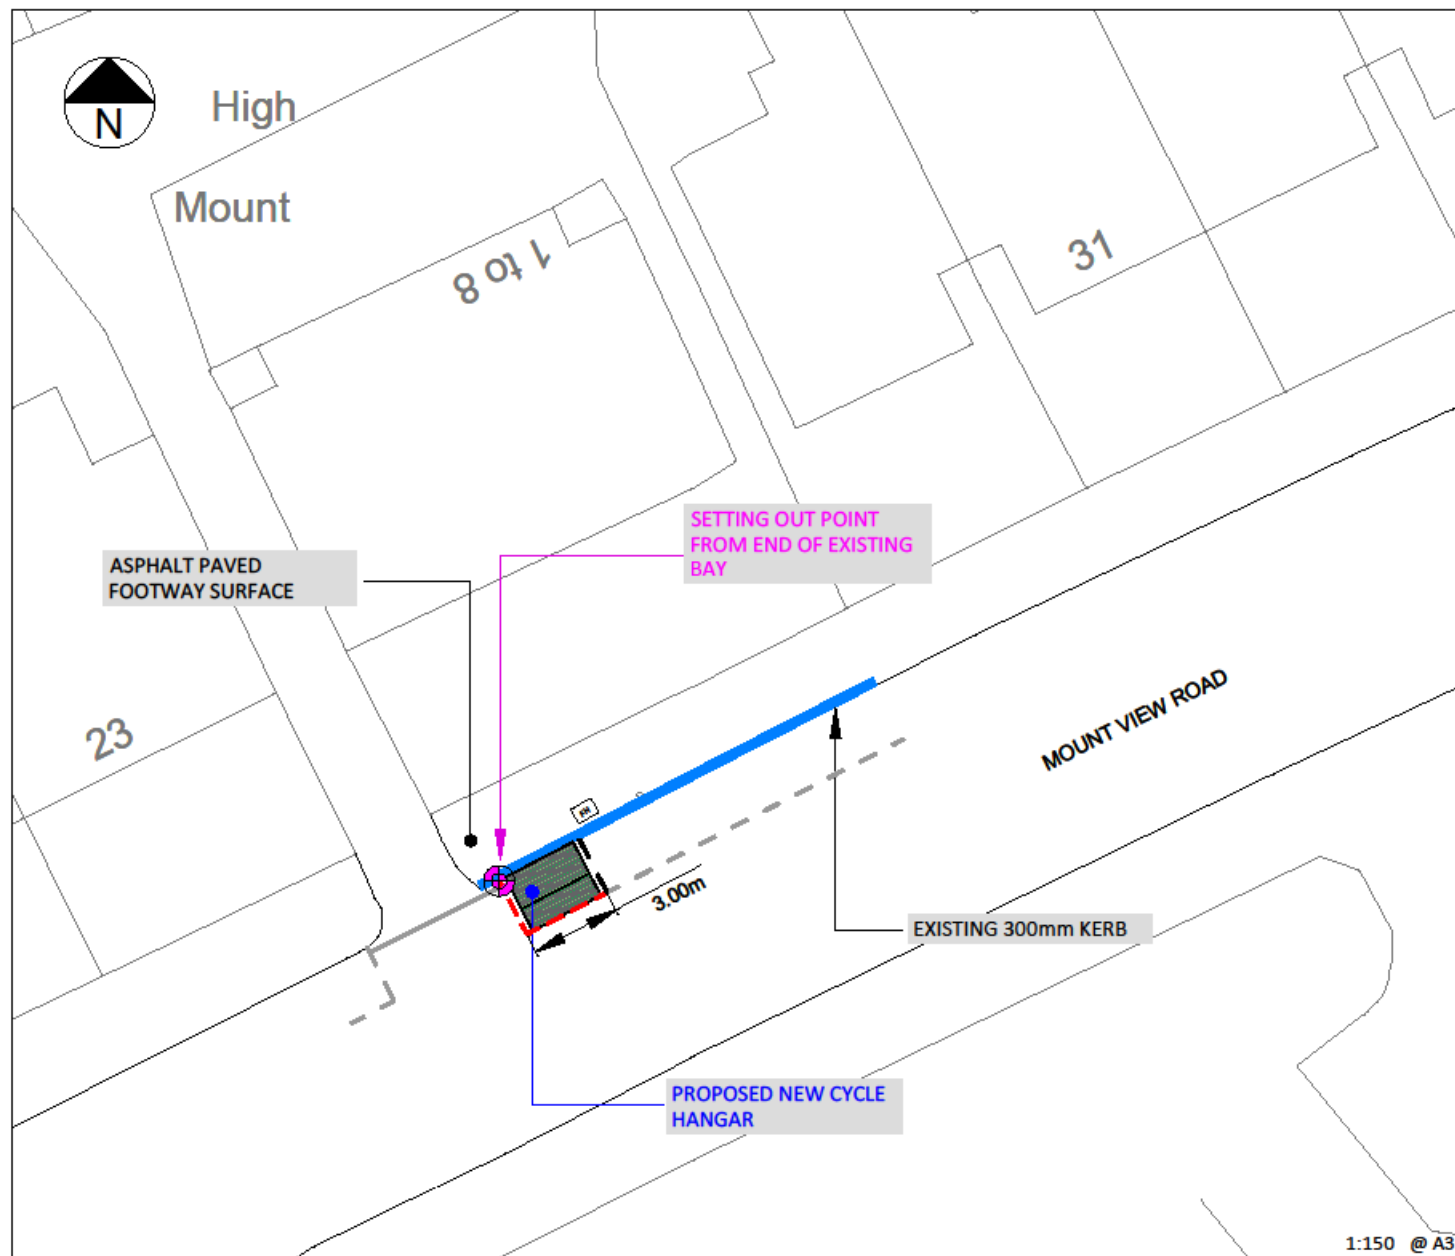 N
High
Mount
1 to 8
31
SETTING OUT POINT
FROM END OF EXISTING
BAY
ASPHALT PAVED
FOOTWAY SURFACE
23
MOUNT VIEW ROAD
3.00m
EXISTING 300mm KERB
PROPOSED NEW CYCLE
HANGAR
1:150 @ A3